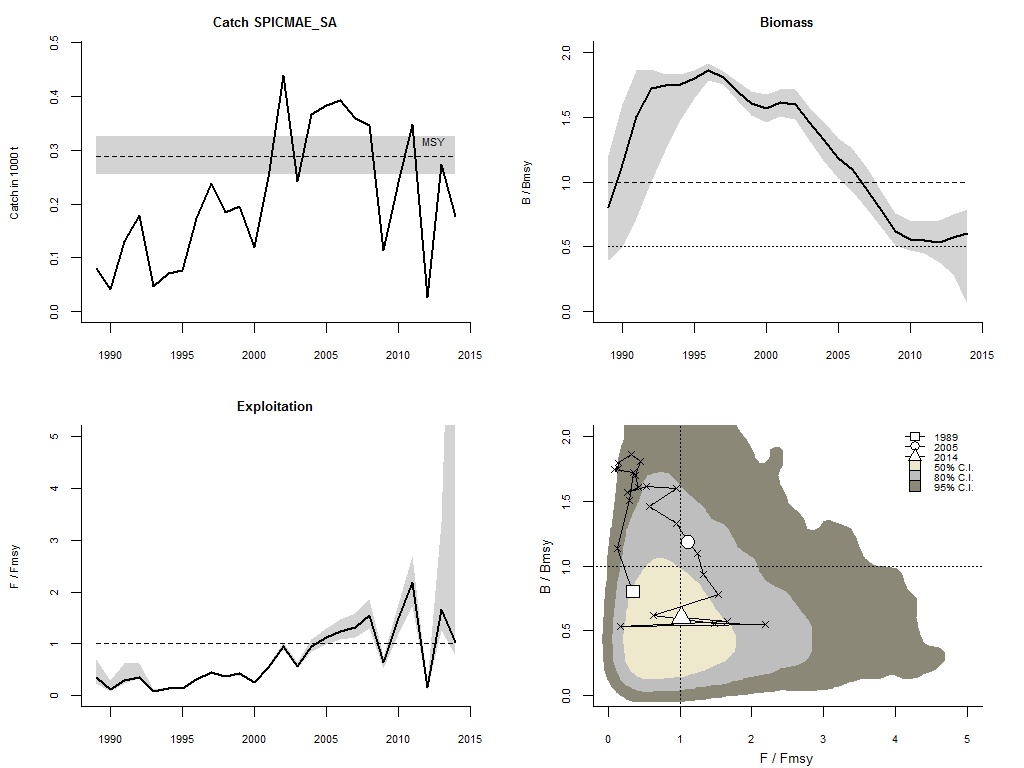 Catch SPICMAE_SA
Catch in 1000 t
0.5
0.4
0.3
0.2
0.1
0.0
MSY
1990 1995 2000 2005 2010 2015
Biomass
B / Bmsy
2.0
1.5
1.0
0.5
0.0
1990 1995 2000 2005 2010 2015
Exploitation
F / Fmsy
5
4
3
2
1
0
1990 1995 2000 2005 2010 2015
B / Bmsy
2.0
1.5
1.0
0.5
0.0
1989
2005
2014
50% C.I.
80% C.I.
95% C.I.
0 1 2 3 4 5
F / Fmsy